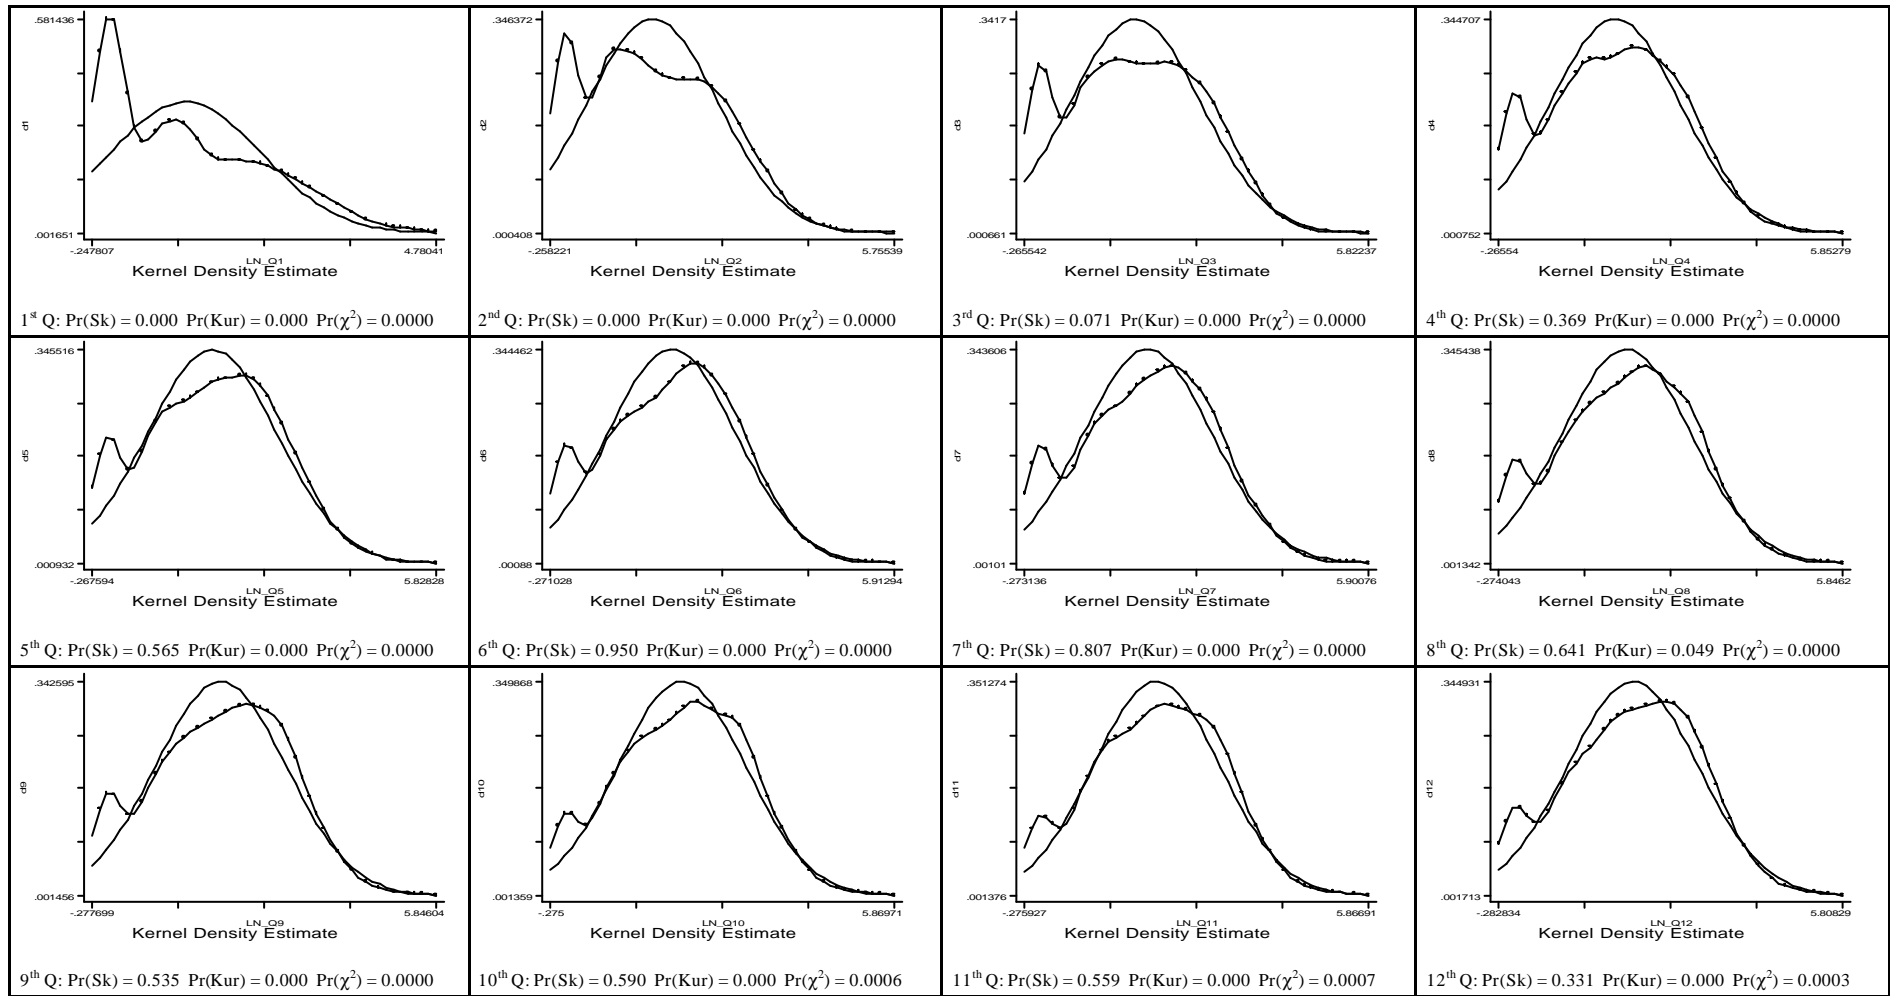 .581436
d1
.001651
-.247807
4.78041
LN_Q1
Kernel Density Estimate
1st Q: Pr(Sk) = 0.000 Pr(Kur) = 0.000 Pr(χ2) = 0.0000
.346372
d2
.000408
-.258221
5.75539
LN_Q2
Kernel Density Estimate
2nd Q: Pr(Sk) = 0.000 Pr(Kur) = 0.000 Pr(χ2) = 0.0000
.3417
d3
.000661
-.265542
5.82237
LN_Q3
Kernel Density Estimate
3rd Q: Pr(Sk) = 0.071 Pr(Kur) = 0.000 Pr(χ2) = 0.0000
.344707
d4
.000752
-.26554
5.85279
LN_Q4
Kernel Density Estimate
4th Q: Pr(Sk) = 0.369 Pr(Kur) = 0.000 Pr(χ2) = 0.0000
.345516
d5
.000932
-.267594
5.82828
LN_Q5
Kernel Density Estimate
5th Q: Pr(Sk) = 0.565 Pr(Kur) = 0.000 Pr(χ2) = 0.0000
.344462
d6
.00088
-.271028
5.91294
LN_Q6
Kernel Density Estimate
6th Q: Pr(Sk) = 0.950 Pr(Kur) = 0.000 Pr(χ2) = 0.0000
.343606
d7
.00101
-.273136
5.90076
LN_Q7
Kernel Density Estimate
7th Q: Pr(Sk) = 0.807 Pr(Kur) = 0.000 Pr(χ2) = 0.0000
.345438
d8
.001342
-.274043
5.8462
LN_Q8
Kernel Density Estimate
8th Q: Pr(Sk) = 0.641 Pr(Kur) = 0.049 Pr(χ2) = 0.0000
.342595
d9
.001456
-.277699
5.84604
LN_Q9
Kernel Density Estimate
9th Q: Pr(Sk) = 0.535 Pr(Kur) = 0.000 Pr(χ2) = 0.0000
.349868
d10
.001359
-.275
5.86971
LN_Q10
Kernel Density Estimate
10th Q: Pr(Sk) = 0.590 Pr(Kur) = 0.000 Pr(χ2) = 0.0006
.351274
d11
.001376
-.275927
5.86691
LN_Q11
Kernel Density Estimate
11th Q: Pr(Sk) = 0.559 Pr(Kur) = 0.000 Pr(χ2) = 0.0007
.344931
d12
.001713
-.282834
5.80829
LN_Q12
Kernel Density Estimate
12th Q: Pr(Sk) = 0.331 Pr(Kur) = 0.000 Pr(χ2) = 0.0003